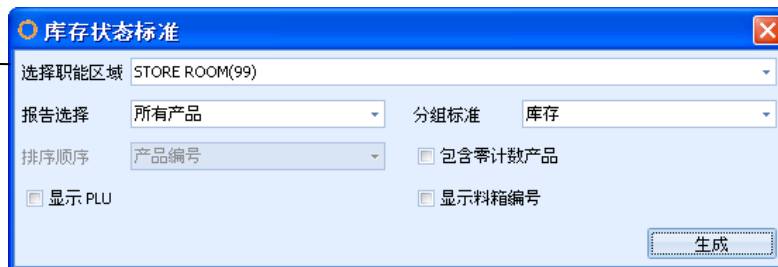 库存状态标准
选择职能区域 STORE ROOM(99)
报告选择 所有产品 分组标准 库存
排序顺序 产品编号 包含零计数产品
显示 PLU 显示料箱编号
生成